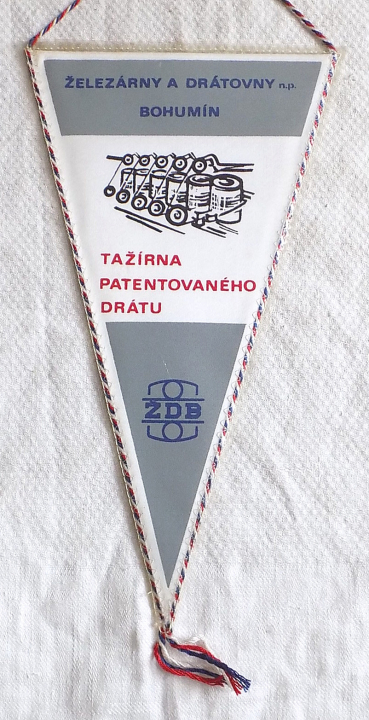 ŽELEZÁRNY A DRÁTOVNY n.p.
BOHUMÍN
TAŽÍRNA
PATENTOVANÉHO
DRÁTU
ŽDB